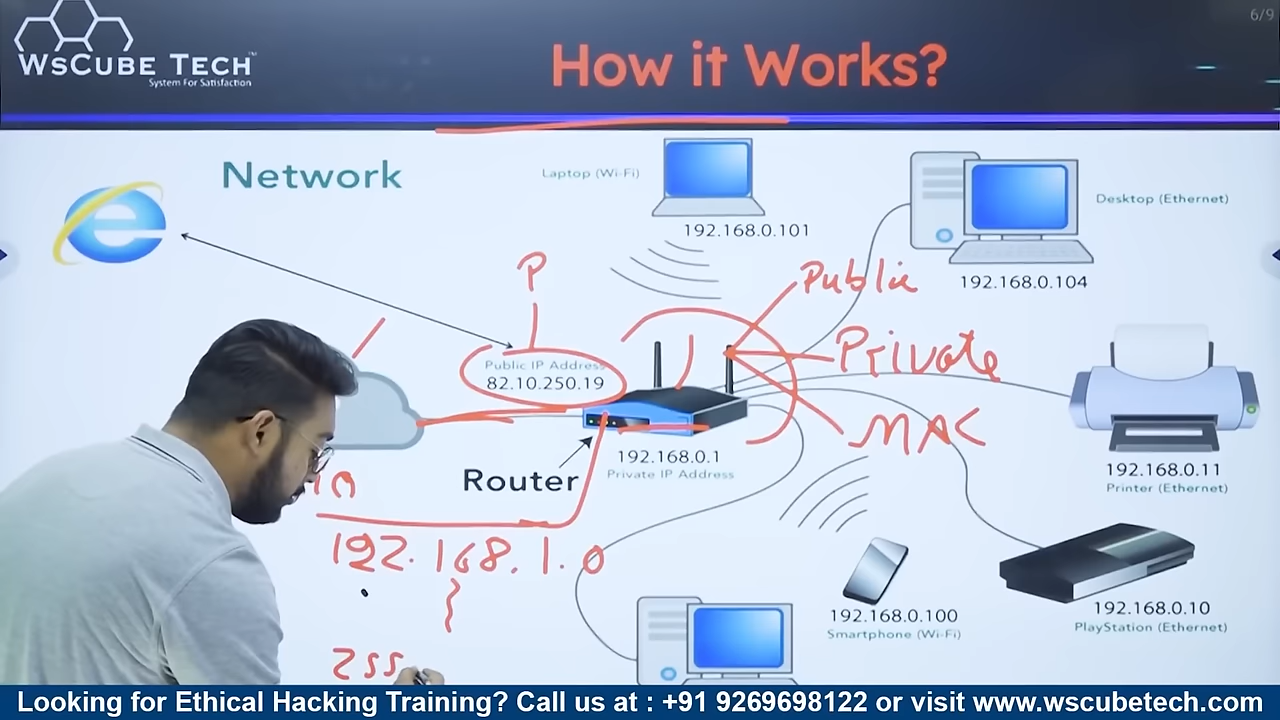 6/9
WsCube Tech™
System For Satisfaction
How it Works?
Network
Laptop (Wi-Fi)
192.168.0.101
Desktop (Ethernet)
192.168.0.104
P
Public
Public IP Address
82.10.250.19
Private
MAC
Router
192.168.0.1
Private IP Address
192.168.0.11
Printer (Ethernet)
192.168.1.0
255
192.168.0.100
Smartphone (Wi-Fi)
192.168.0.10
PlayStation (Ethernet)
Looking for Ethical Hacking Training? Call us at : +91 9269698122 or visit www.wscubetech.com